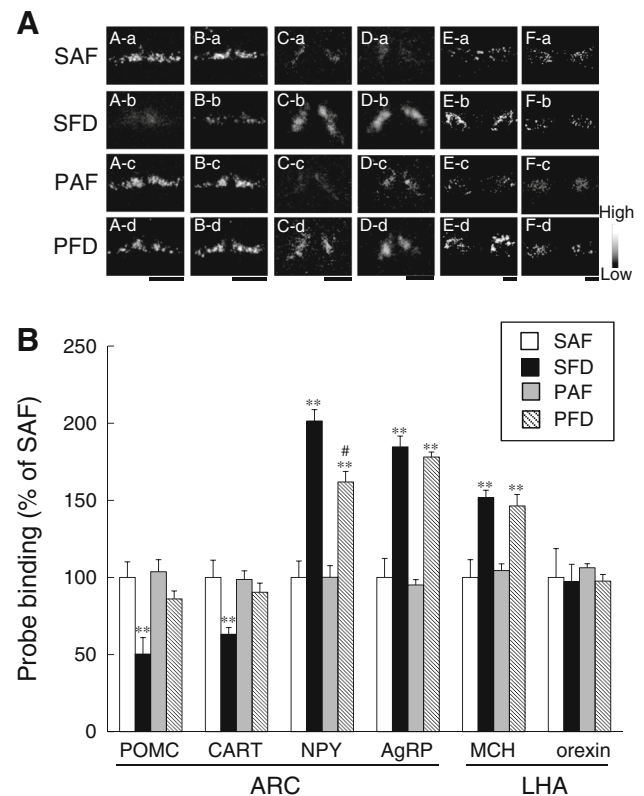 A
A-a B-a C-a D-a E-a F-a
SAF
A-b B-b C-b D-b E-b F-b
SFD
A-c B-c C-c D-c E-c F-c
PAF
A-d B-d C-d D-d E-d F-d
PFD
High
Low
B
250
200
150
100
50
0
Probe binding (% of SAF)
SAF
SFD
PAF
PFD
** ** ** # ** ** ** ** **
POMC CART NPY AgRP MCH orexin
ARC LHA